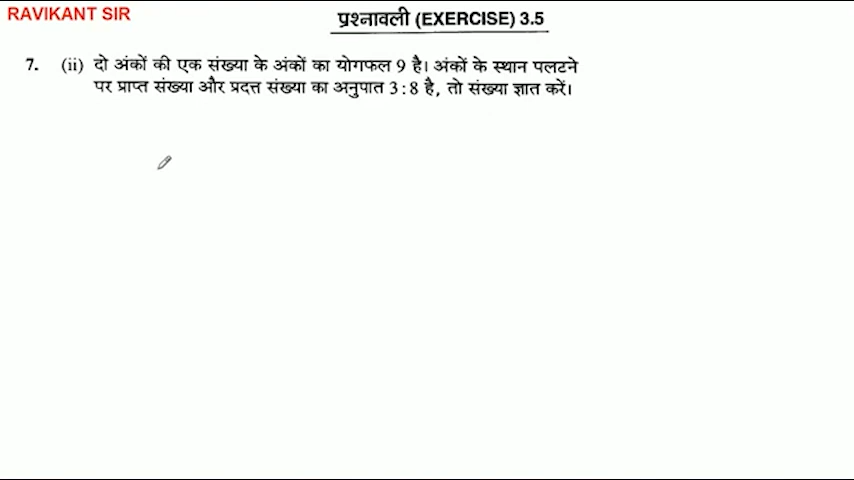 RAVIKANT SIR
प्रश्नावली (EXERCISE) 3.5
7. (ii) दो अंकों की एक संख्या के अंकों का योगफल 9 है। अंकों के स्थान पलटने
पर प्राप्त संख्या और प्रदत्त संख्या का अनुपात 3:8 है, तो संख्या ज्ञात करें।